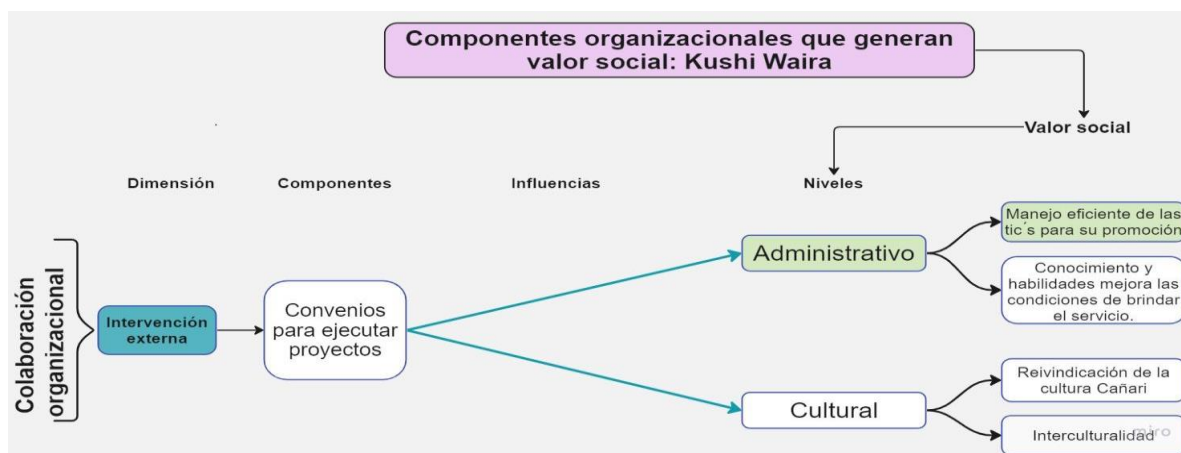 Componentes organizacionales que generan
valor social: Kushi Waira
Valor social
Dimensión
Componentes
Influencias
Niveles
Colaboración
organizacional
Intervención
externa
Convenios
para ejecutar
proyectos
Administrativo
Manejo eficiente de las
tic´s para su promoción
Conocimiento y
habilidades mejora las
condiciones de brindar
el servicio.
Cultural
Reivindicación de la
cultura Cañari
Interculturalidad
miro